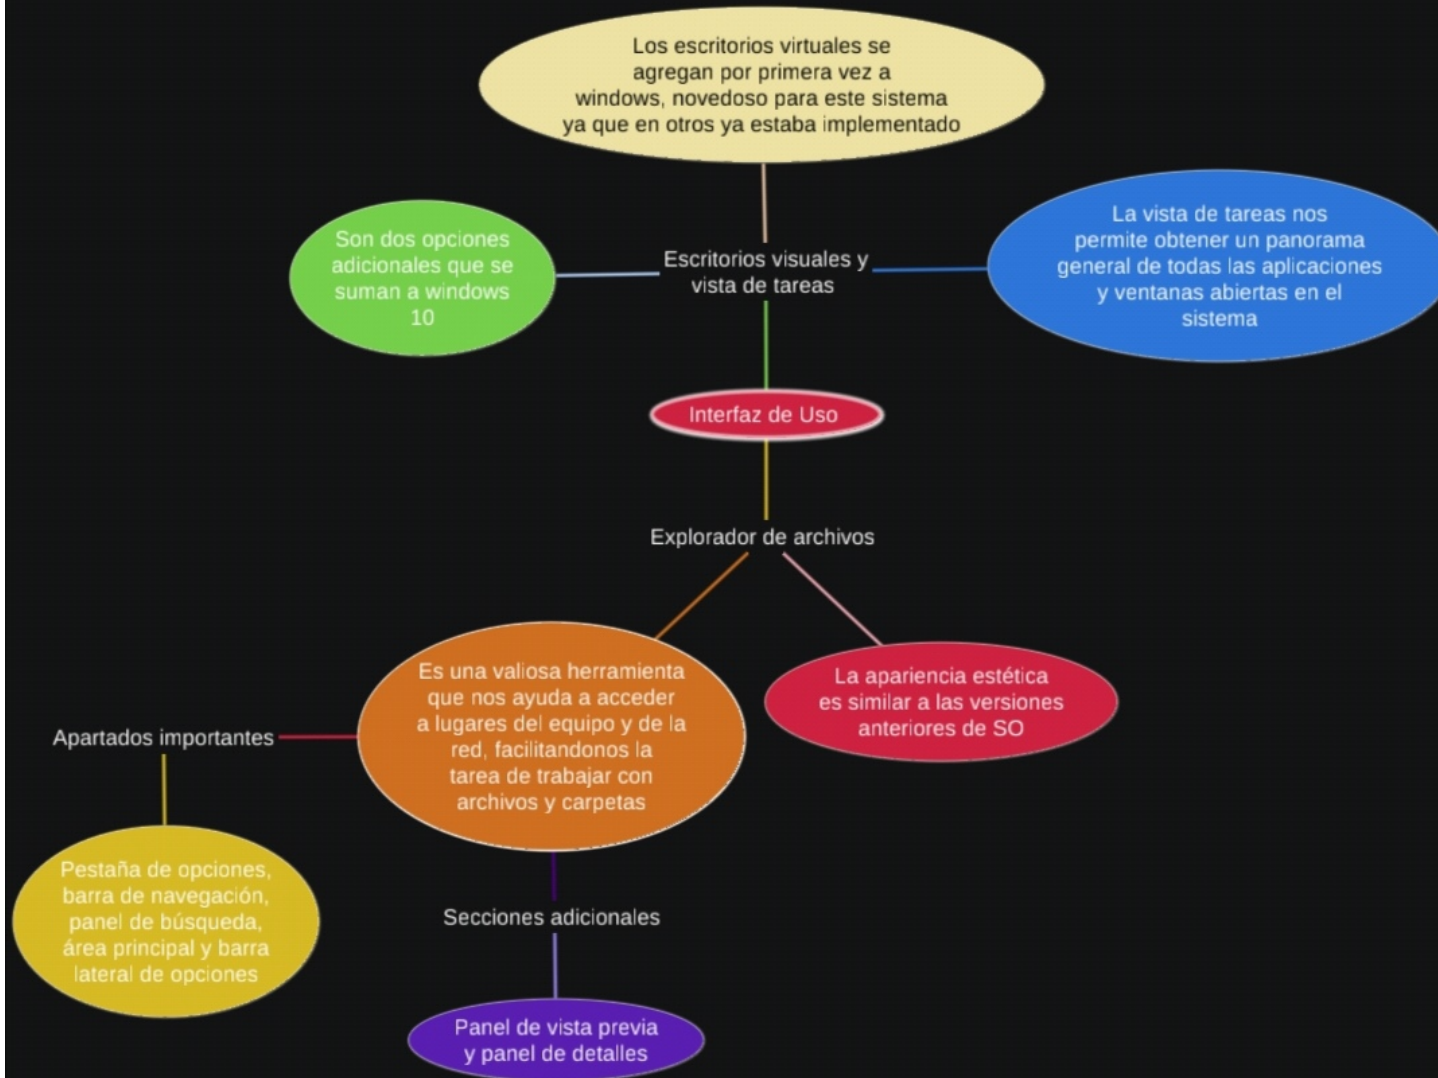 Los escritorios virtuales se
agregan por primera vez a
windows, novedoso para este sistema
ya que en otros ya estaba implementado
Son dos opciones
adicionales que se
suman a windows
10
Escritorios visuales y
vista de tareas
La vista de tareas nos
permite obtener un panorama
general de todas las aplicaciones
y ventanas abiertas en el
sistema
Interfaz de Uso
Explorador de archivos
Es una valiosa herramienta
que nos ayuda a acceder
a lugares del equipo y de la
red, facilitandonos la
tarea de trabajar con
archivos y carpetas
La apariencia estética
es similar a las versiones
anteriores de SO
Apartados importantes
Pestaña de opciones,
barra de navegación,
panel de búsqueda,
área principal y barra
lateral de opciones
Secciones adicionales
Panel de vista previa
y panel de detalles